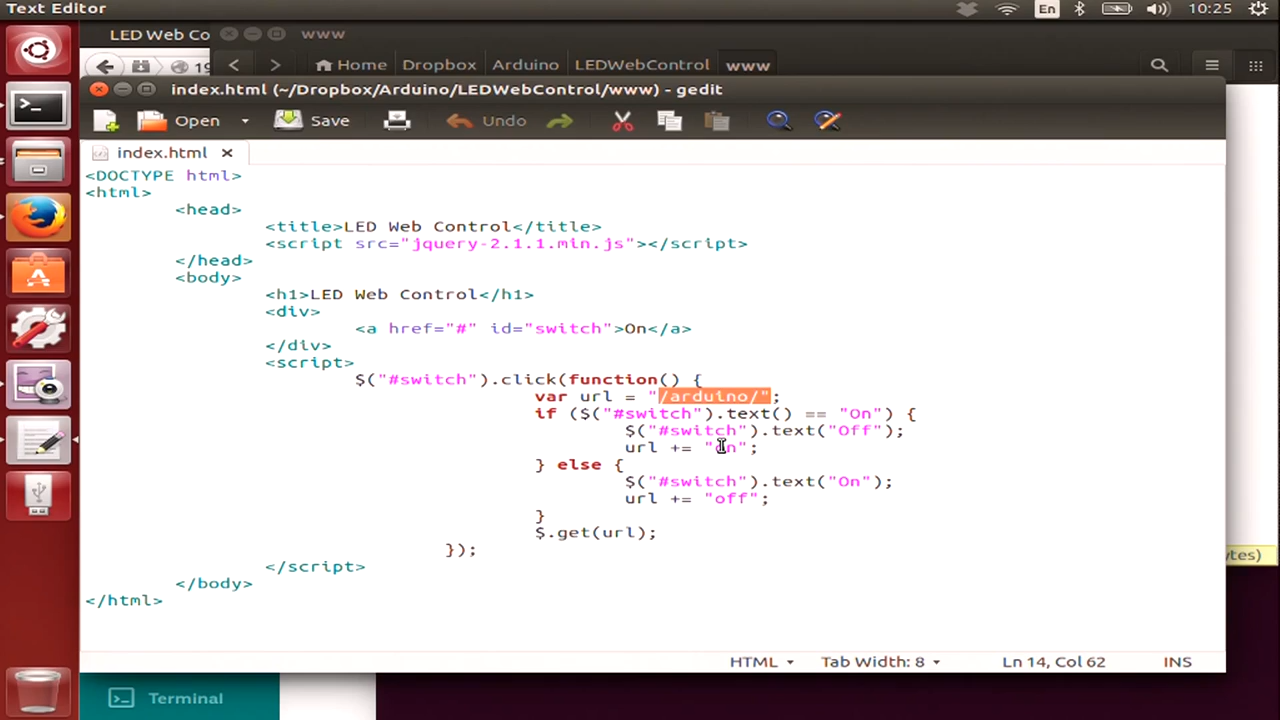 Text Editor En 10:25
LED Web Co www
Home Dropbox Arduino LEDWebControl www
index.html (~/Dropbox/Arduino/LEDWebControl/www) - gedit
Open Save Undo
index.html
<DOCTYPE html>
<html>
<head>
<title>LED Web Control</title>
<script src="jquery-2.1.1.min.js"></script>
</head>
<body>
<h1>LED Web Control</h1>
<div>
<a href="#" id="switch">On</a>
</div>
<script>
$("#switch").click(function() {
var url = "/arduino/";
if ($("#switch").text() == "On") {
$("#switch").text("Off");
url += "on";
} else {
$("#switch").text("On");
url += "off";
}
$.get(url);
});
</script>
</body>
</html>
HTML Tab Width: 8 Ln 14, Col 62 INS
Terminal